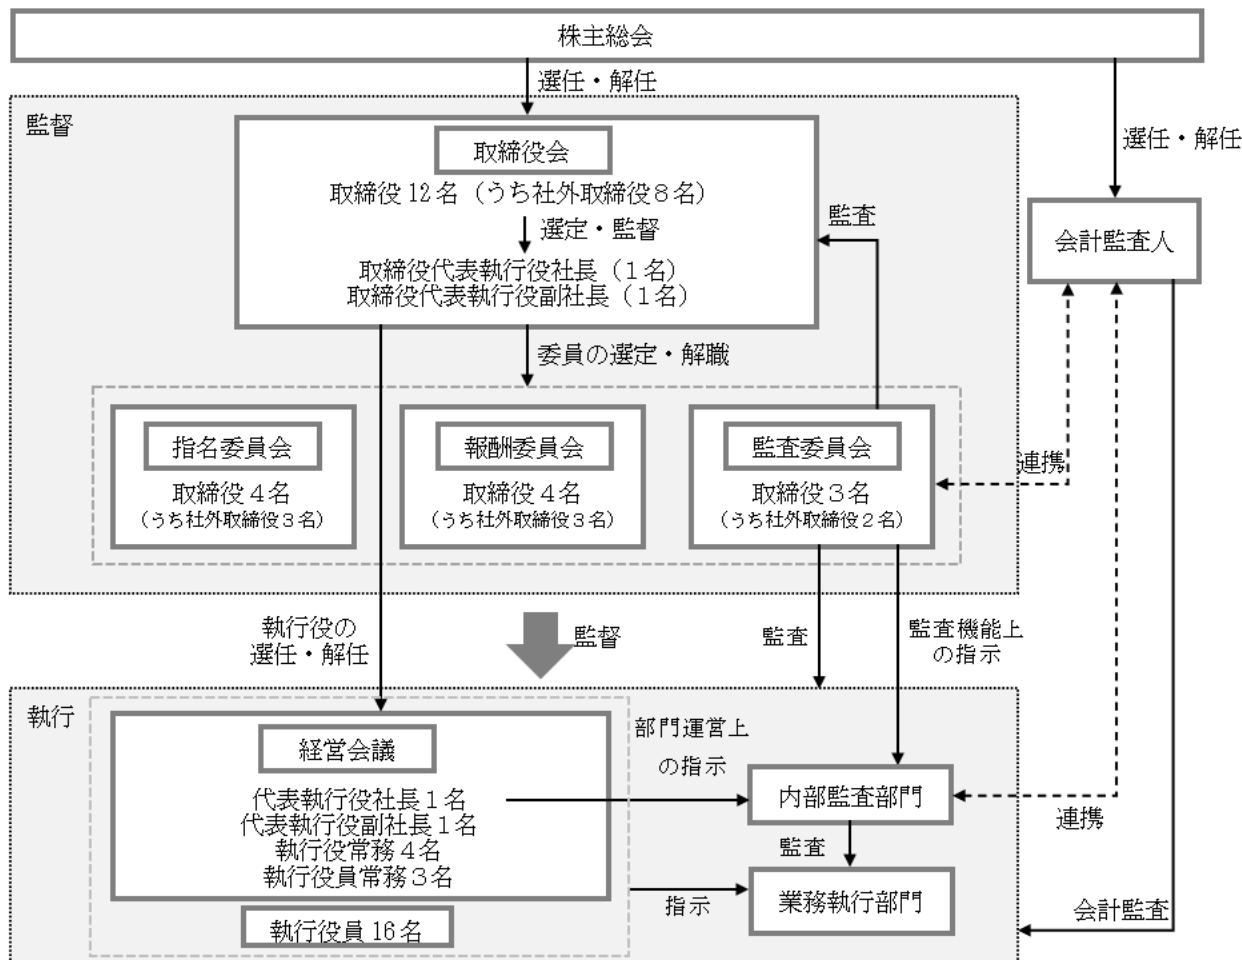 株主総会
選任・解任
選任・解任
監督
取締役会
取締役12名（うち社外取締役８名）
選定・監督
取締役代表執行役社長（１名）
取締役代表執行役副社長（１名）
監査
会計監査人
委員の選定・解職
指名委員会
取締役４名
（うち社外取締役３名）
報酬委員会
取締役４名
（うち社外取締役３名）
監査委員会
取締役３名
（うち社外取締役２名）
連携
執行役の
選任・解任
監督
監査
監査機能上
の指示
執行
経営会議
代表執行役社長１名
代表執行役副社長１名
執行役常務４名
執行役員常務３名
執行役員16名
部門運営上
の指示
内部監査部門
連携
監査
指示
業務執行部門
会計監査